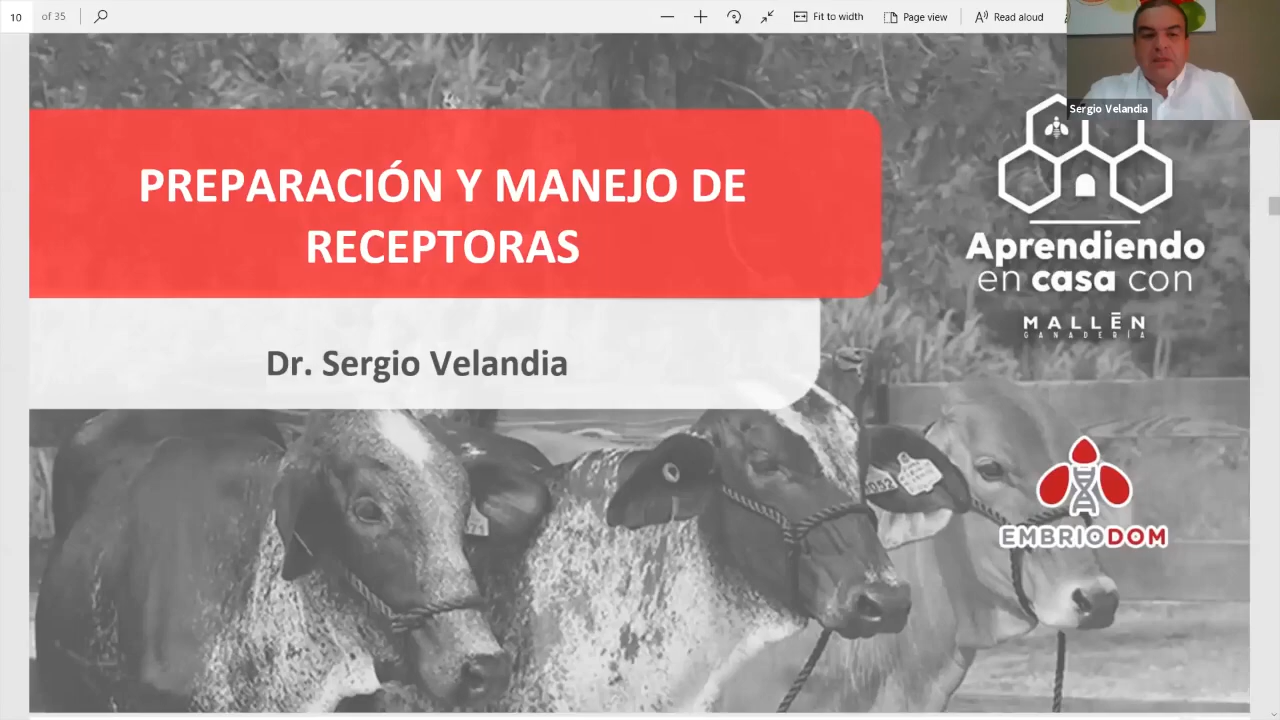 10 of 35
Fit to width
Page view
Read aloud
Sergio Velandia
PREPARACIÓN Y MANEJO DE
RECEPTORAS
Dr. Sergio Velandia
Aprendiendo
en casa con
MALLĒN
GANADERÍA
EMBRIODOM